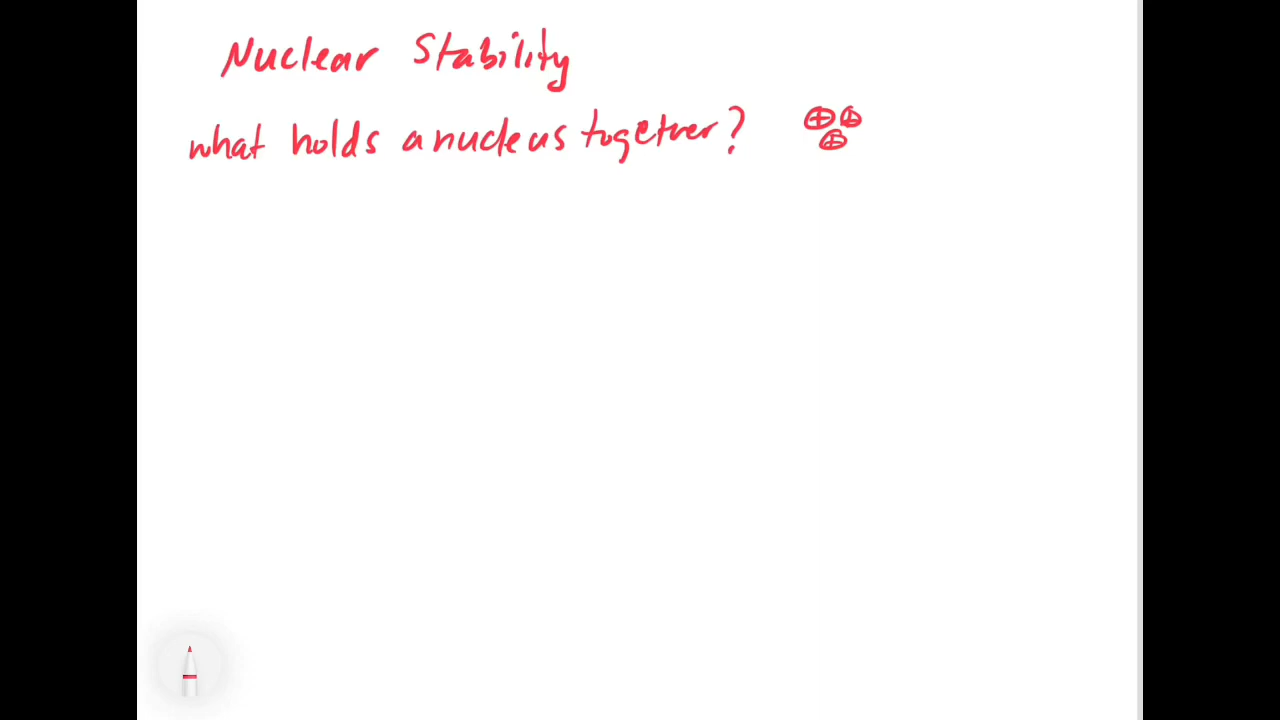 Nuclear Stability
what holds a nucleus together? + + +